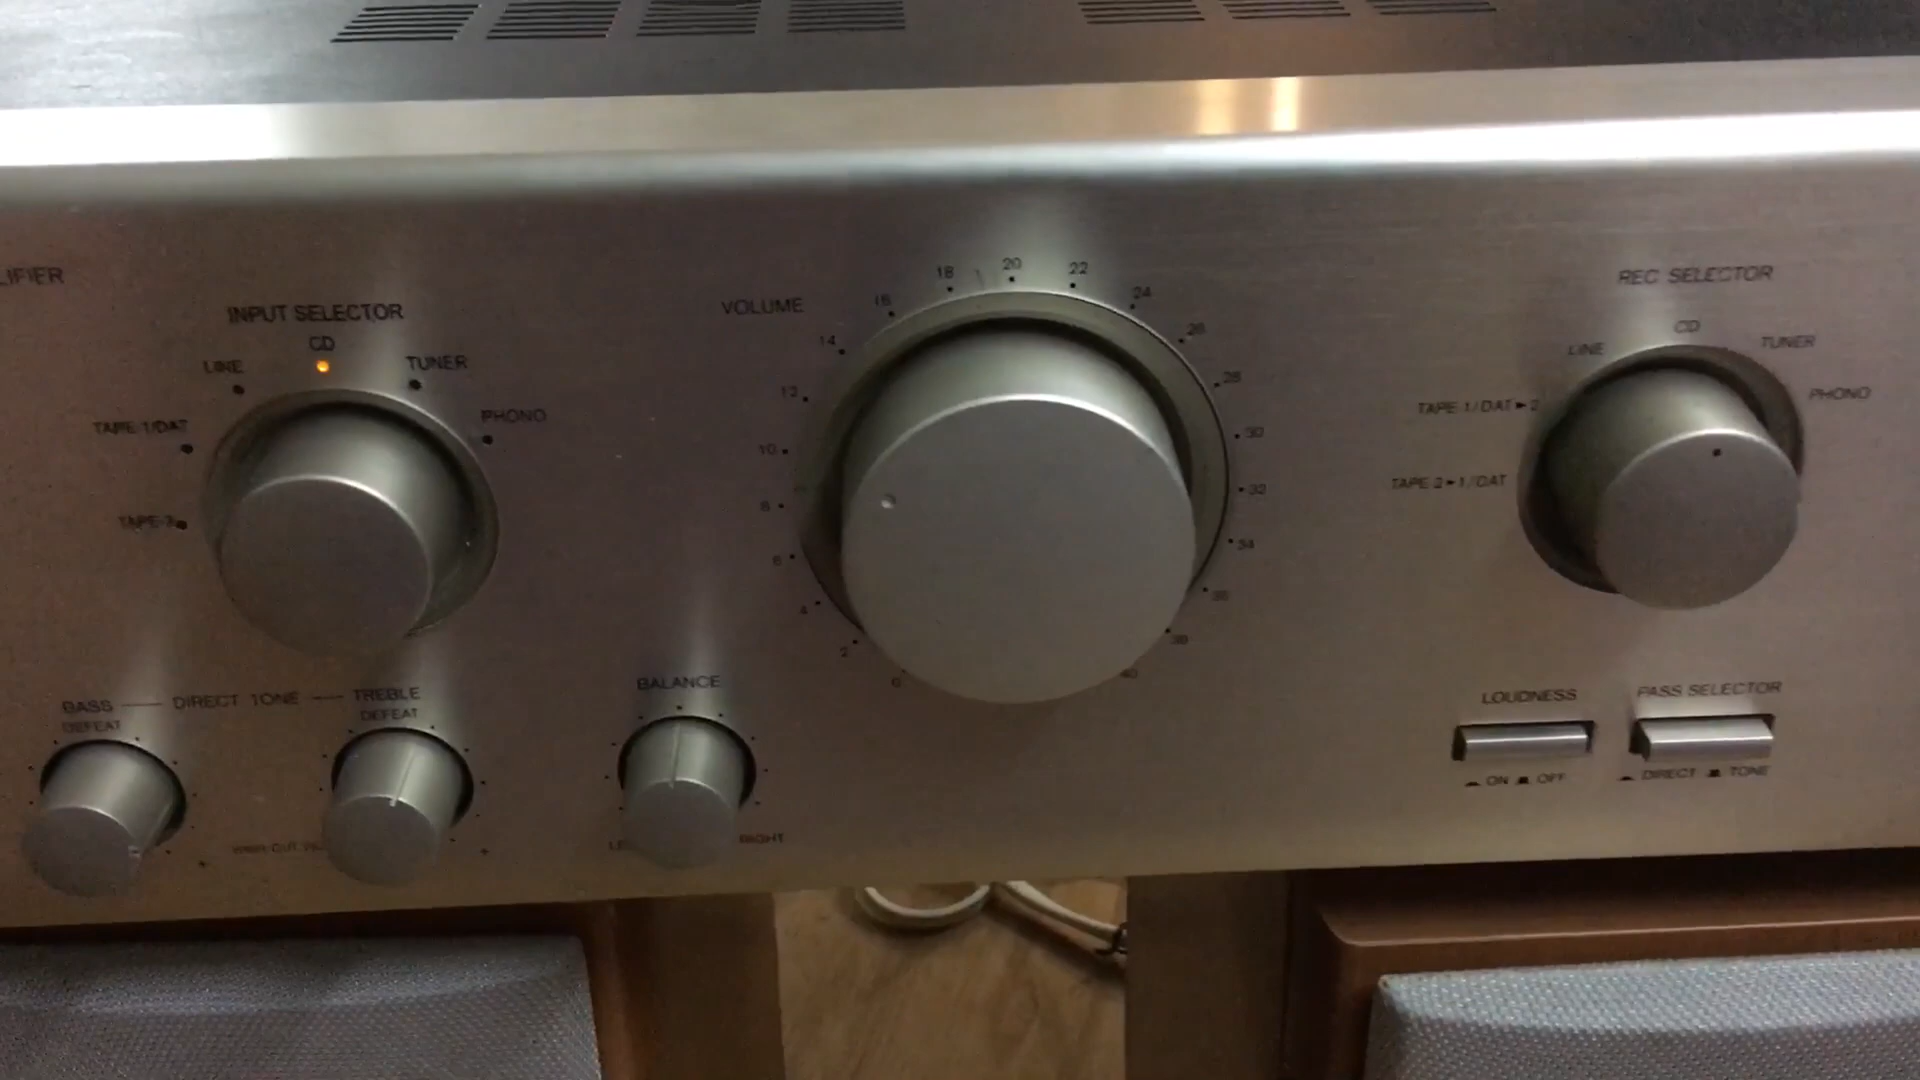 LIFIER
INPUT SELECTOR
LINE
CD
TUNER
TAPE 1/DAT
PHONO
TAPE 2
VOLUME
0
2
4
6
8
10
12
14
16
18
20
22
24
26
28
30
32
34
36
38
40
REC SELECTOR
LINE
CD
TUNER
TAPE 1/DAT►2
PHONO
TAPE 2►1/DAT
BASS — DIRECT TONE — TREBLE
DEFEAT
DEFEAT
BALANCE
RIGHT
LOUDNESS
ON
OFF
PASS SELECTOR
DIRECT
TONE